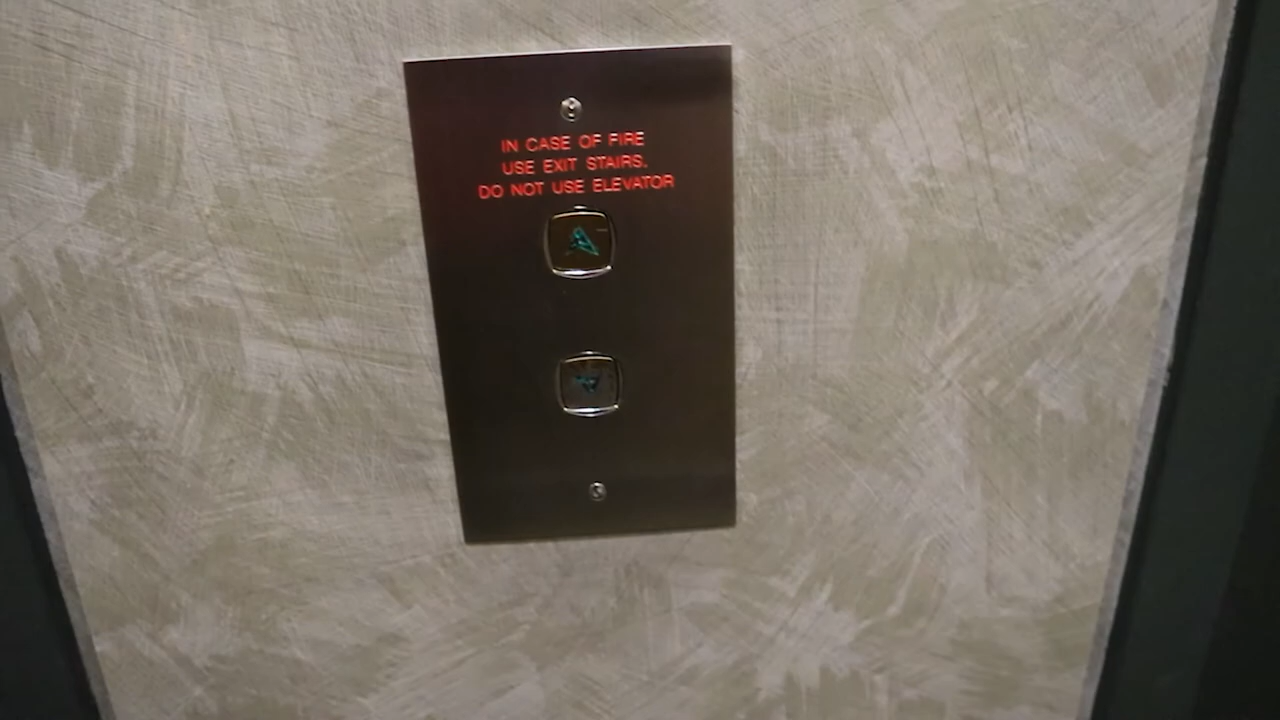 IN CASE OF FIRE
USE EXIT STAIRS.
DO NOT USE ELEVATOR